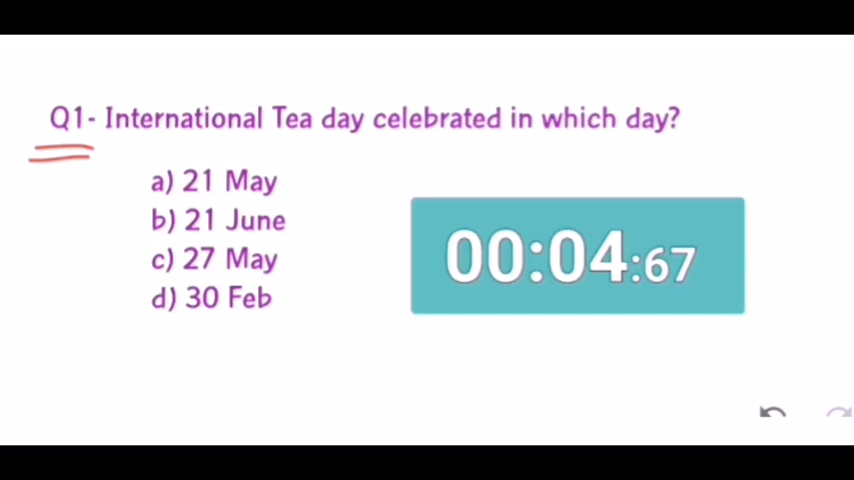 Q1- International Tea day celebrated in which day?
a) 21 May
b) 21 June
c) 27 May
d) 30 Feb
00:04:67